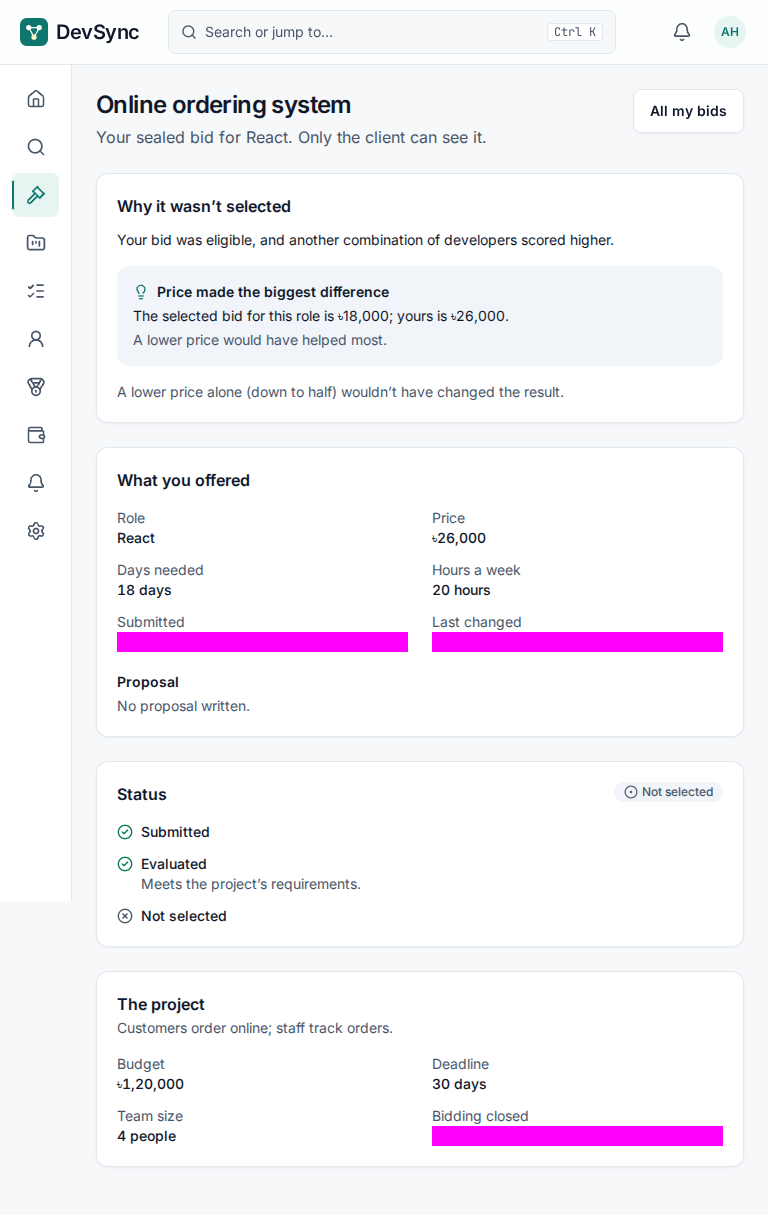 DevSync
Search or jump to...
Ctrl K
AH
Online ordering system
All my bids
Your sealed bid for React. Only the client can see it.
Why it wasn’t selected
Your bid was eligible, and another combination of developers scored higher.
Price made the biggest difference
The selected bid for this role is ৳18,000; yours is ৳26,000.
A lower price would have helped most.
A lower price alone (down to half) wouldn’t have changed the result.
What you offered
Role
Price
React
৳26,000
Days needed
Hours a week
18 days
20 hours
Submitted
Last changed
Proposal
No proposal written.
Status
Not selected
Submitted
Evaluated
Meets the project’s requirements.
Not selected
The project
Customers order online; staff track orders.
Budget
Deadline
৳1,20,000
30 days
Team size
Bidding closed
4 people